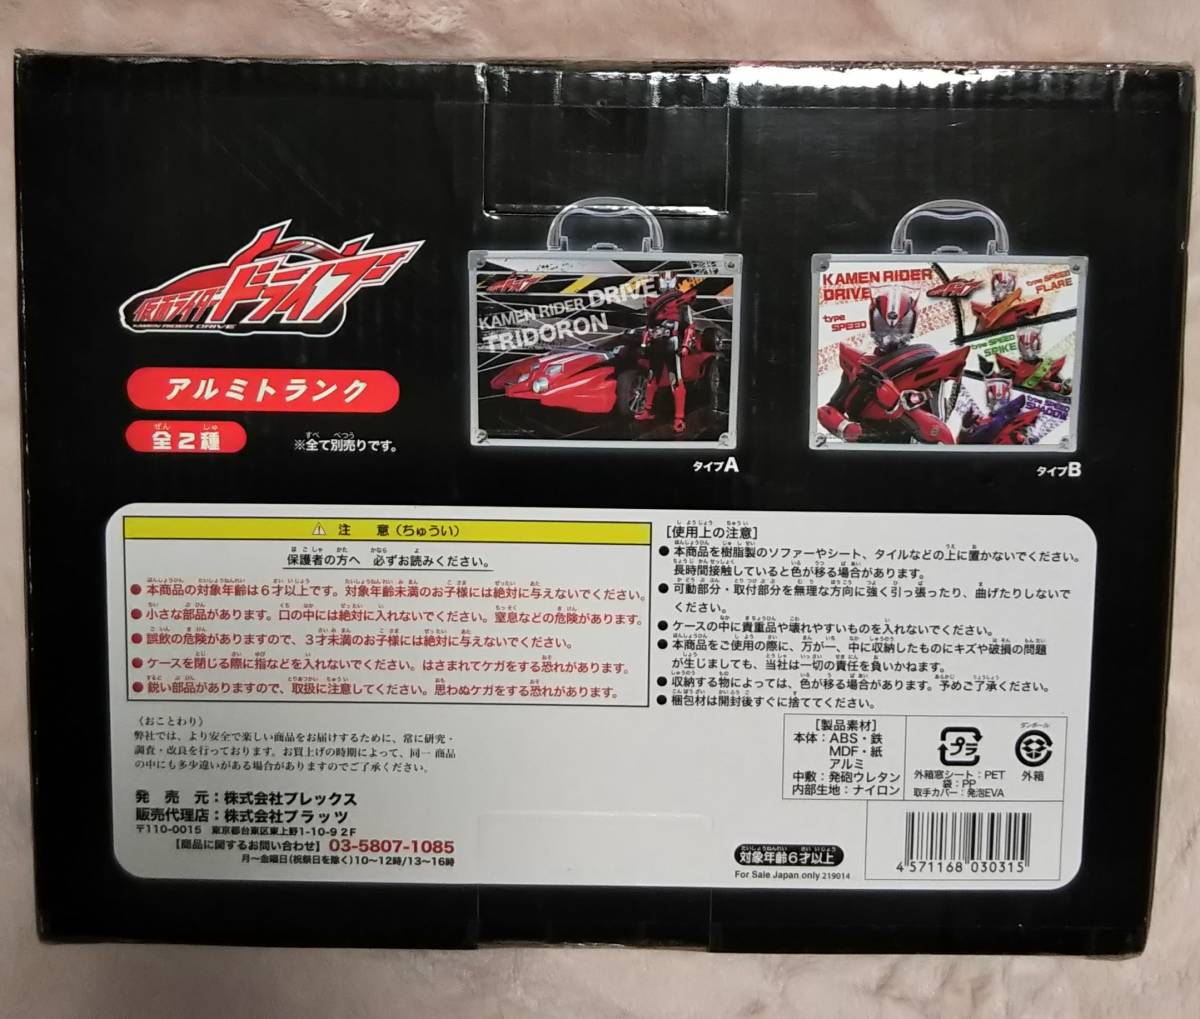 仮面ライダードライブ
KAMEN RIDER DRIVE
アルミトランク
全2種
※全て別売りです。
KAMEN RIDER DRIVE
TRIDORON
タイプA
KAMEN RIDER
DRIVE
type
SPEED
type SPEED
FLARE
type SPEED
SPIKE
type SPEED
SHADOW
タイプB
⚠ 注 意(ちゅうい)
保護者の方へ 必ずお読みください。
●本商品の対象年齢は6才以上です。対象年齢未満のお子様には絶対に与えないでください。
●小さな部品があります。口の中には絶対に入れないでください。窒息などの危険があります。
●誤飲の危険がありますので、3才未満のお子様には絶対に与えないでください。
●ケースを閉じる際に指などを入れないでください。はさまれてケガをする恐れがあります。
●鋭い部品がありますので、取扱に注意してください。思わぬケガをする恐れがあります。
〈おことわり〉
弊社では、より安全で楽しい商品をお届けするために、常に研究・
調査・改良を行っております。お買上げの時期によって、同一 商品
の中にも多少違いがある場合がありますのでご了承ください。
発 売 元:株式会社プレックス
販売代理店:株式会社プラッツ
〒110-0015 東京都台東区東上野1-10-9 2F
【商品に関するお問い合わせ】03-5807-1085
月〜金曜日(祝祭日を除く)10〜12時/13〜16時
[使用上の注意]
●本商品を樹脂製のソファーやシート、タイルなどの上に置かないでください。
長時間接触していると色が移る場合があります。
●可動部分・取付部分を無理な方向に強く引っ張ったり、曲げたりしないで
ください。
●ケースの中に貴重品や壊れやすいものを入れないでください。
●本商品をご使用の際に、万が一、中に収納したものにキズや破損の問題
が生じましても、当社は一切の責任を負いかねます。
●収納する物によっては、色が移る場合があります。予めご了承ください。
●梱包材は開封後すぐに捨ててください。
[製品素材]
本体:ABS・鉄
MDF・紙
アルミ
中敷:発砲ウレタン
内部生地:ナイロン
プラ
外箱窓シート:PET
袋:PP
取手カバー:発泡EVA
ダンボール
外箱
対象年齢6才以上
For Sale Japan only 219014
4 571168 030315